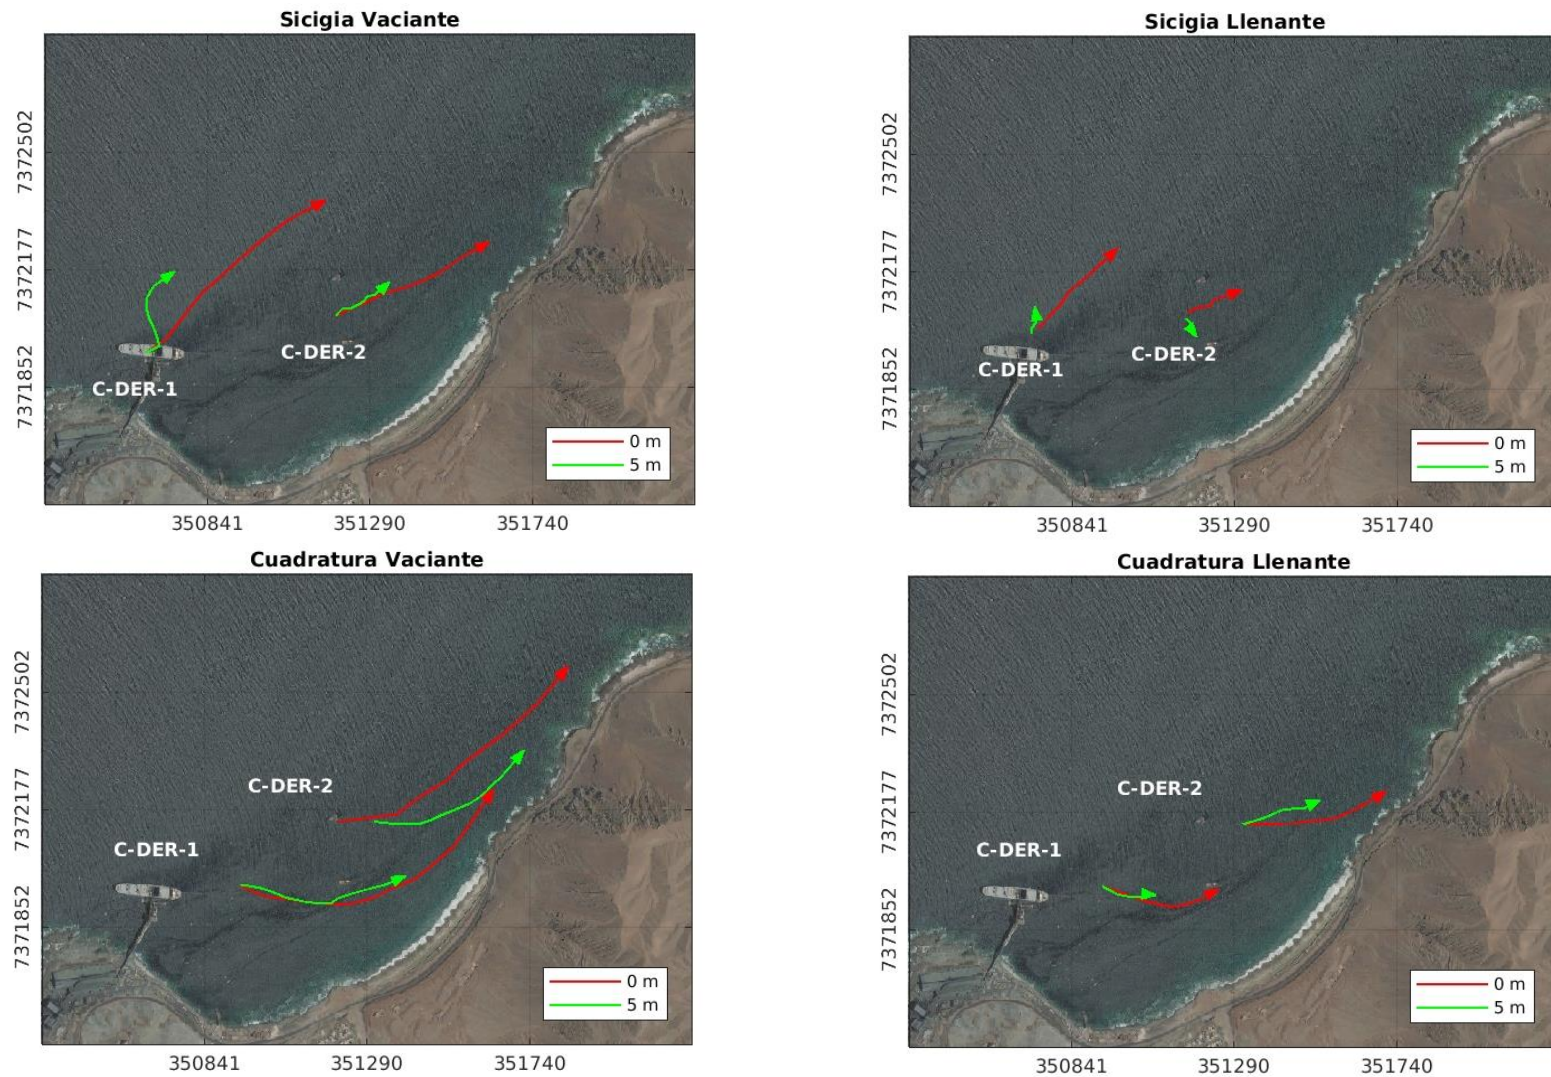 Sicigia Vaciante
7372502
7372177
7371852
C-DER-1
C-DER-2
0 m
5 m
350841
351290
351740
Sicigia Llenante
7372502
7372177
7371852
C-DER-1
C-DER-2
0 m
5 m
350841
351290
351740
Cuadratura Vaciante
7372502
7372177
7371852
C-DER-2
C-DER-1
0 m
5 m
350841
351290
351740
Cuadratura Llenante
7372502
7372177
7371852
C-DER-2
C-DER-1
0 m
5 m
350841
351290
351740